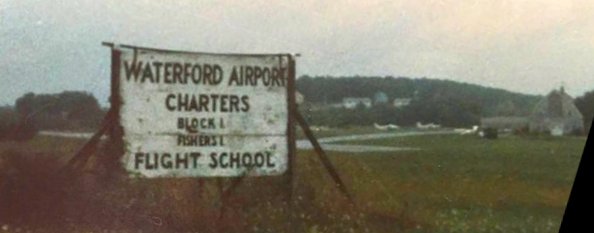 WATERFORD AIRPORT
CHARTERS
BLOCK I.
FISHERS I.
FLIGHT SCHOOL